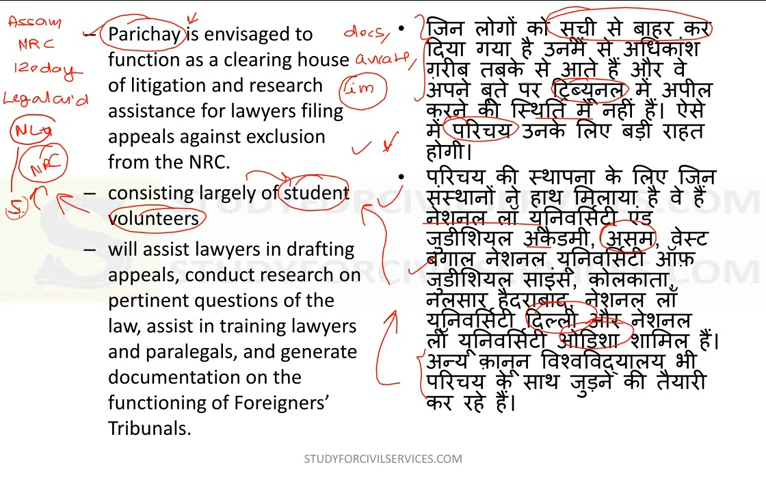 Assam
NRC
120 day
Legal aid
NLU
NRC
S.
– Parichay is envisaged to
function as a clearing house
of litigation and research
assistance for lawyers filing
appeals against exclusion
from the NRC.
– consisting largely of student
volunteers
– will assist lawyers in drafting
appeals, conduct research on
pertinent questions of the
law, assist in training lawyers
and paralegals, and generate
documentation on the
functioning of Foreigners’
Tribunals.
docs,
aware,
• जिन लोगों को सूची से बाहर कर
दिया गया है उनमें से अधिकांश
गरीब तबके से आते हैं और वे
अपने बूते पर ट्रिब्यूनल में अपील
करने की स्थिति में नहीं हैं। ऐसे
में परिचय उनके लिए बड़ी राहत
होगी।
• परिचय की स्थापना के लिए जिन
संस्थानों ने हाथ मिलाया है वे हैं
नेशनल लॉ यूनिवर्सिटी एंड
जुडीशियल अकैडमी, असम, वेस्ट
बंगाल नेशनल यूनिवर्सिटी ऑफ़
जुडीशियल साइंस, कोलकाता,
नलसार हैदराबाद, नेशनल लॉ
यूनिवर्सिटी दिल्ली और नेशनल
लॉ यूनिवर्सिटी ओडिशा शामिल हैं।
अन्य क़ानून विश्वविद्यालय भी
परिचय के साथ जुड़ने की तैयारी
कर रहे हैं।
STUDYFORCIVILSERVICES.COM